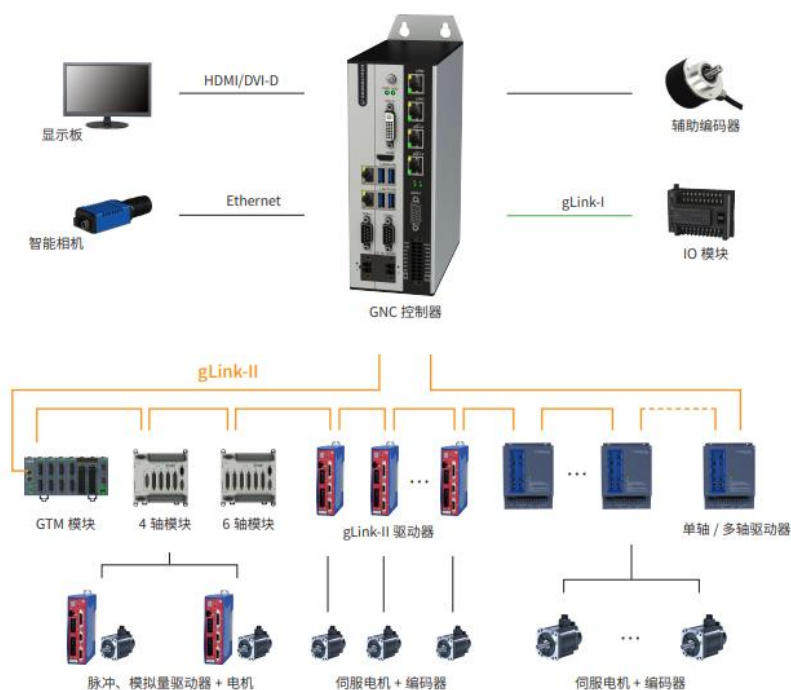 HDMI/DVI-D
显示板
辅助编码器
Ethernet
gLink-I
智能相机
IO 模块
GNC 控制器
gLink-II
GTM 模块
4 轴模块
6 轴模块
gLink-II 驱动器
单轴 / 多轴驱动器
脉冲、模拟量驱动器 + 电机
伺服电机 + 编码器
伺服电机 + 编码器